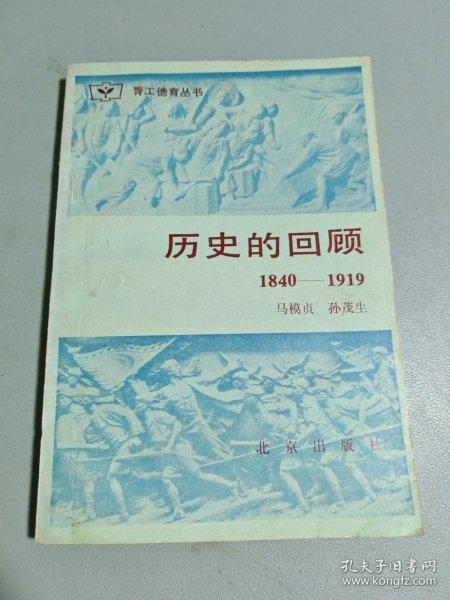 青工德育丛书
历史的回顾
1840——1919
马模贞 孙茂生
北京出版社
孔夫子旧书网
www.kongfz.com